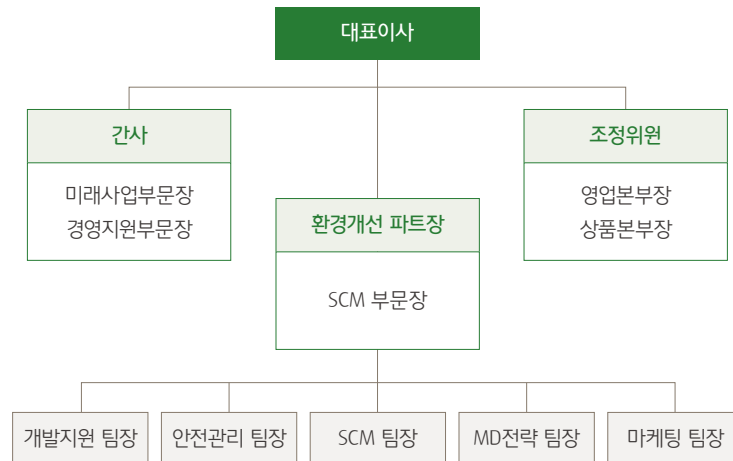 대표이사
간사
미래사업부문장
경영지원부문장
조정위원
영업본부장
상품본부장
환경개선 파트장
SCM 부문장
개발지원 팀장
안전관리 팀장
SCM 팀장
MD전략 팀장
마케팅 팀장